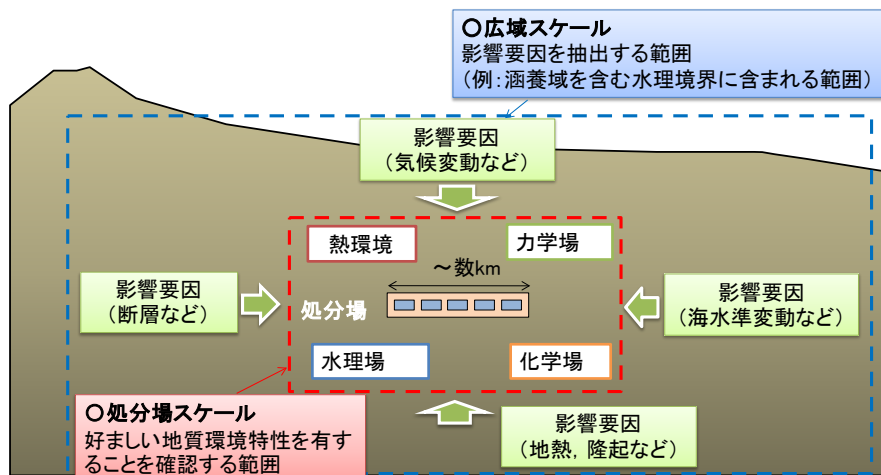 〇広域スケール
影響要因を抽出する範囲
（例：涵養域を含む水理境界に含まれる範囲）
影響要因
（気候変動など）
熱環境
力学場
～数km
処分場
影響要因
（断層など）
影響要因
（海水準変動など）
水理場
化学場
〇処分場スケール
好ましい地質環境特性を有す
ることを確認する範囲
影響要因
（地熱，隆起など）